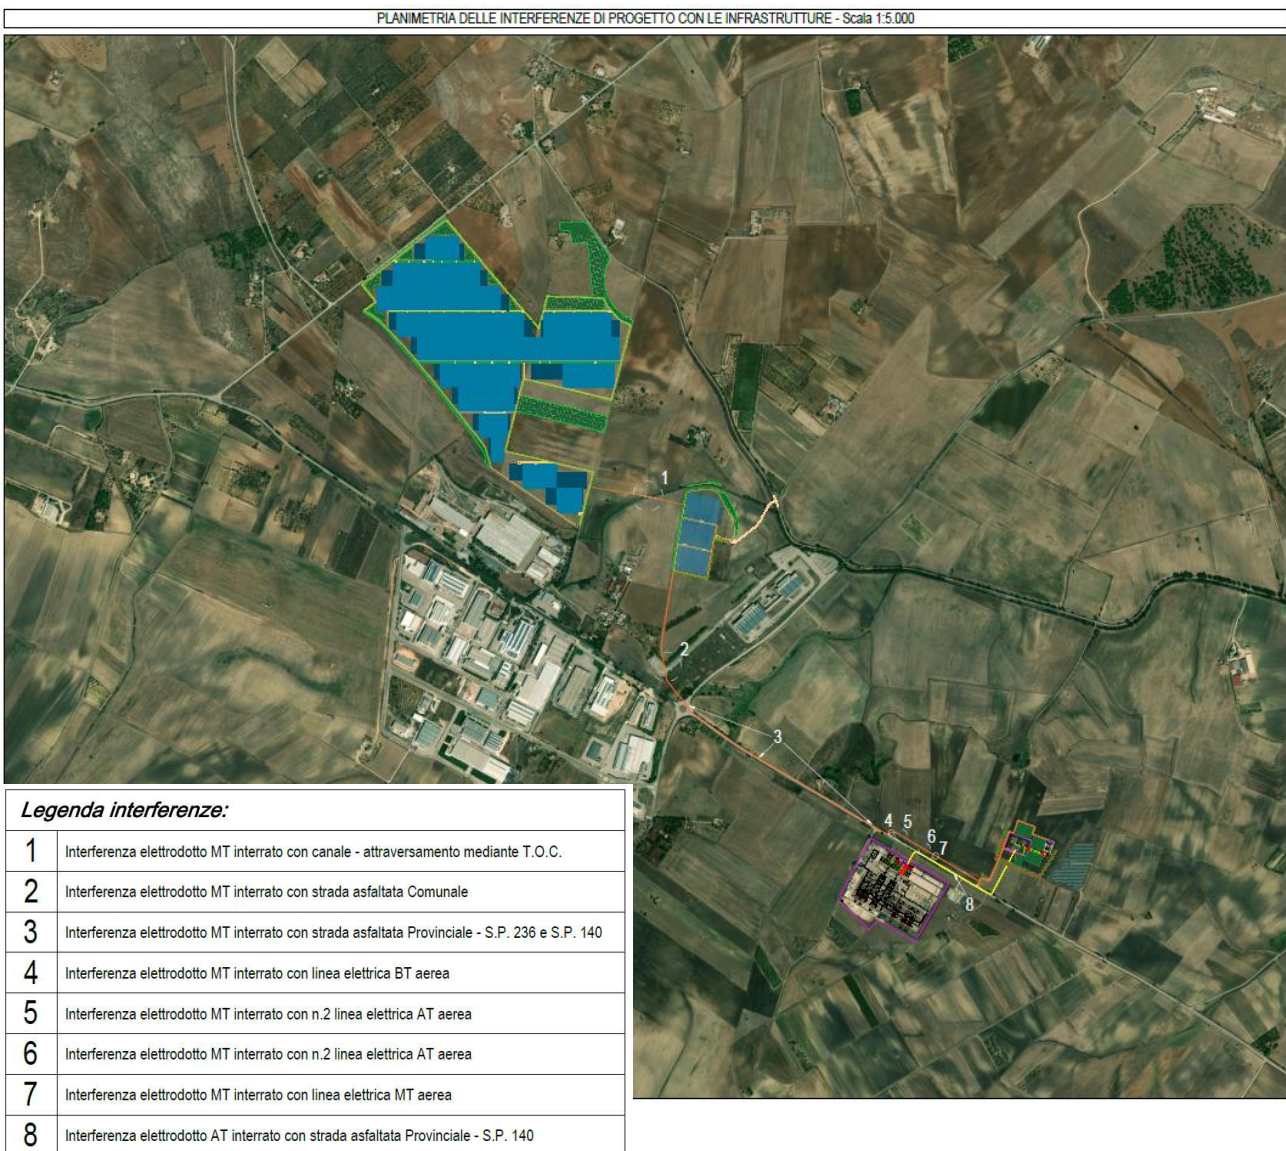 PLANIMETRIA DELLE INTERFERENZE DI PROGETTO CON LE INFRASTRUTTURE - Scala 1:5.000
1
2
3
4
5
6
7
8
Legenda interferenze:
1 Interferenza elettrodotto MT interrato con canale - attraversamento mediante T.O.C.
2 Interferenza elettrodotto MT interrato con strada asfaltata Comunale
3 Interferenza elettrodotto MT interrato con strada asfaltata Provinciale - S.P. 236 e S.P. 140
4 Interferenza elettrodotto MT interrato con linea elettrica BT aerea
5 Interferenza elettrodotto MT interrato con n.2 linea elettrica AT aerea
6 Interferenza elettrodotto MT interrato con n.2 linea elettrica AT aerea
7 Interferenza elettrodotto MT interrato con linea elettrica MT aerea
8 Interferenza elettrodotto AT interrato con strada asfaltata Provinciale - S.P. 140